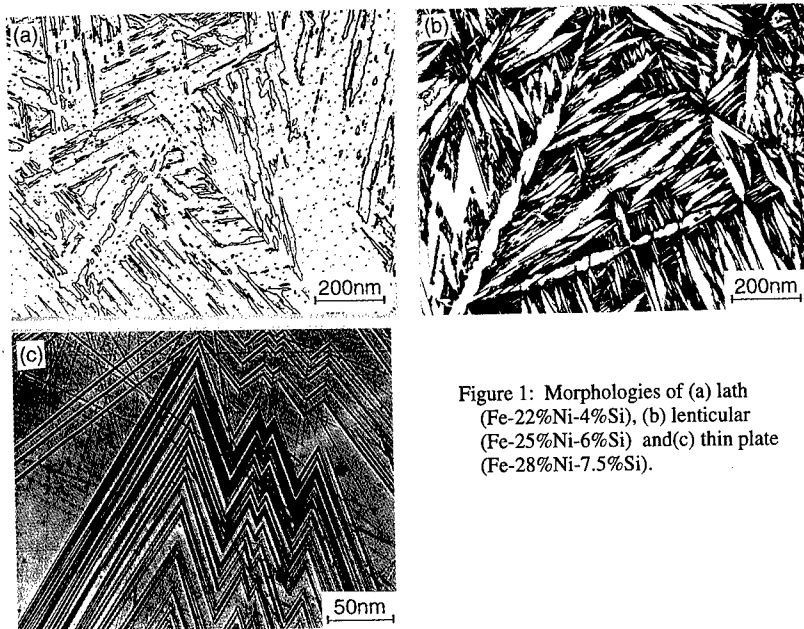 (a)
200nm
(b)
200nm
(c)
50nm
Figure 1: Morphologies of (a) lath
(Fe-22%Ni-4%Si), (b) lenticular
(Fe-25%Ni-6%Si) and(c) thin plate
(Fe-28%Ni-7.5%Si).